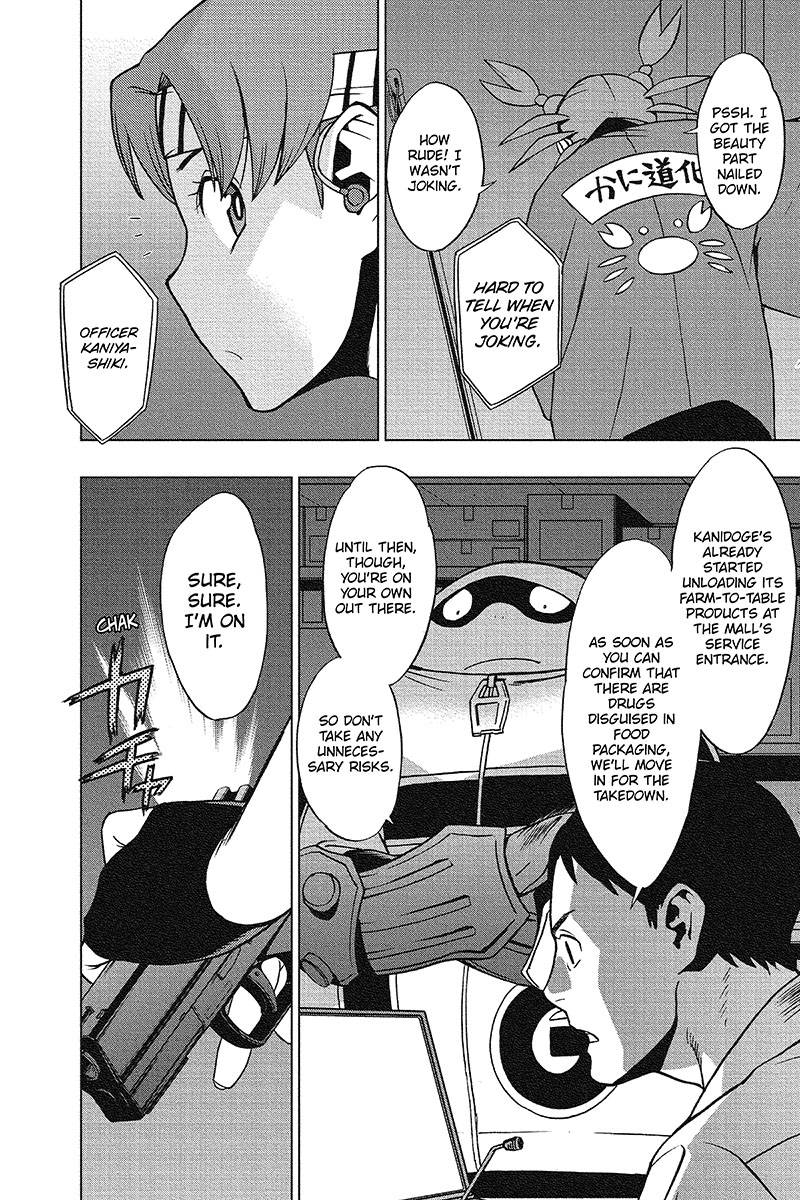 PSSH. I
GOT THE
BEAUTY
PART
NAILED
DOWN.
かに道化
HOW
RUDE! I
WASN'T
JOKING.
HARD TO
TELL WHEN
YOU'RE
JOKING.
OFFICER
KANIYA-
SHIKI.
KANIDOGE'S
ALREADY
STARTED
UNLOADING ITS
FARM-TO-TABLE
PRODUCTS AT
THE MALL'S
SERVICE
ENTRANCE.
AS SOON AS
YOU CAN
CONFIRM THAT
THERE ARE
DRUGS
DISGUISED IN
FOOD
PACKAGING,
WE'LL MOVE
IN FOR THE
TAKEDOWN.
UNTIL THEN,
THOUGH,
YOU'RE ON
YOUR OWN
OUT THERE.
SO DON'T
TAKE ANY
UNNECES-
SARY RISKS.
SURE,
SURE.
I'M ON
IT.
CHAK
カチャ